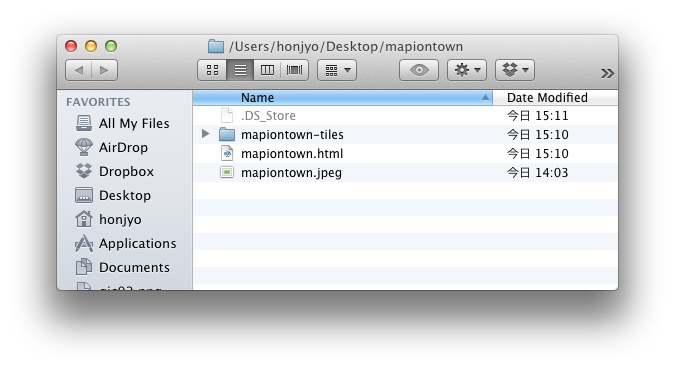 /Users/honjyo/Desktop/mapiontown
Name Date Modified
FAVORITES
All My Files
AirDrop
Dropbox
Desktop
honjyo
Applications
Documents
.DS_Store 今日 15:11
mapiontown-tiles 今日 15:10
mapiontown.html 今日 15:10
mapiontown.jpeg 今日 14:03